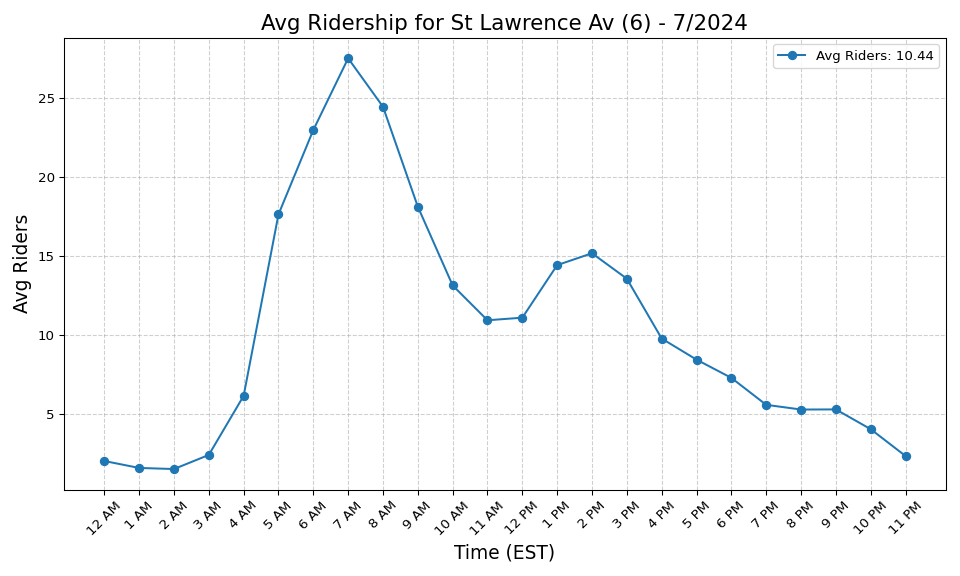 Avg Ridership for St Lawrence Av (6) - 7/2024
Avg Riders: 10.44
25
20
15
10
5
Avg Riders
12 AM
1 AM
2 AM
3 AM
4 AM
5 AM
6 AM
7 AM
8 AM
9 AM
10 AM
11 AM
12 PM
1 PM
2 PM
3 PM
4 PM
5 PM
6 PM
7 PM
8 PM
9 PM
10 PM
11 PM
Time (EST)